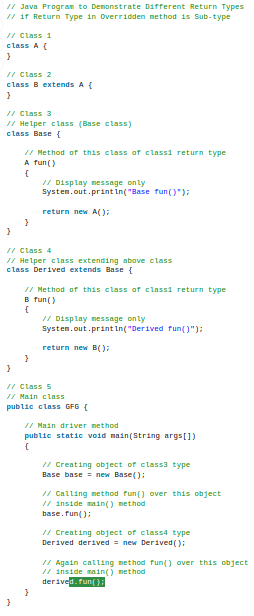 // Java Program to Demonstrate Different Return Types
// if Return Type in Overridden method is Sub-type
// Class 1
class A {
}
// Class 2
class B extends A {
}
// Class 3
// Helper class (Base class)
class Base {
// Method of this class of class1 return type
A fun()
{
// Display message only
System.out.println("Base fun()");
return new A();
}
}
// Class 4
// Helper class extending above class
class Derived extends Base {
// Method of this class of class1 return type
B fun()
{
// Display message only
System.out.println("Derived fun()");
return new B();
}
}
// Class 5
// Main class
public class GFG {
// Main driver method
public static void main(String args[])
{
// Creating object of class3 type
Base base = new Base();
// Calling method fun() over this object
// inside main() method
base.fun();
// Creating object of class4 type
Derived derived = new Derived();
// Again calling method fun() over this object
// inside main() method
derived.fun();
}
}